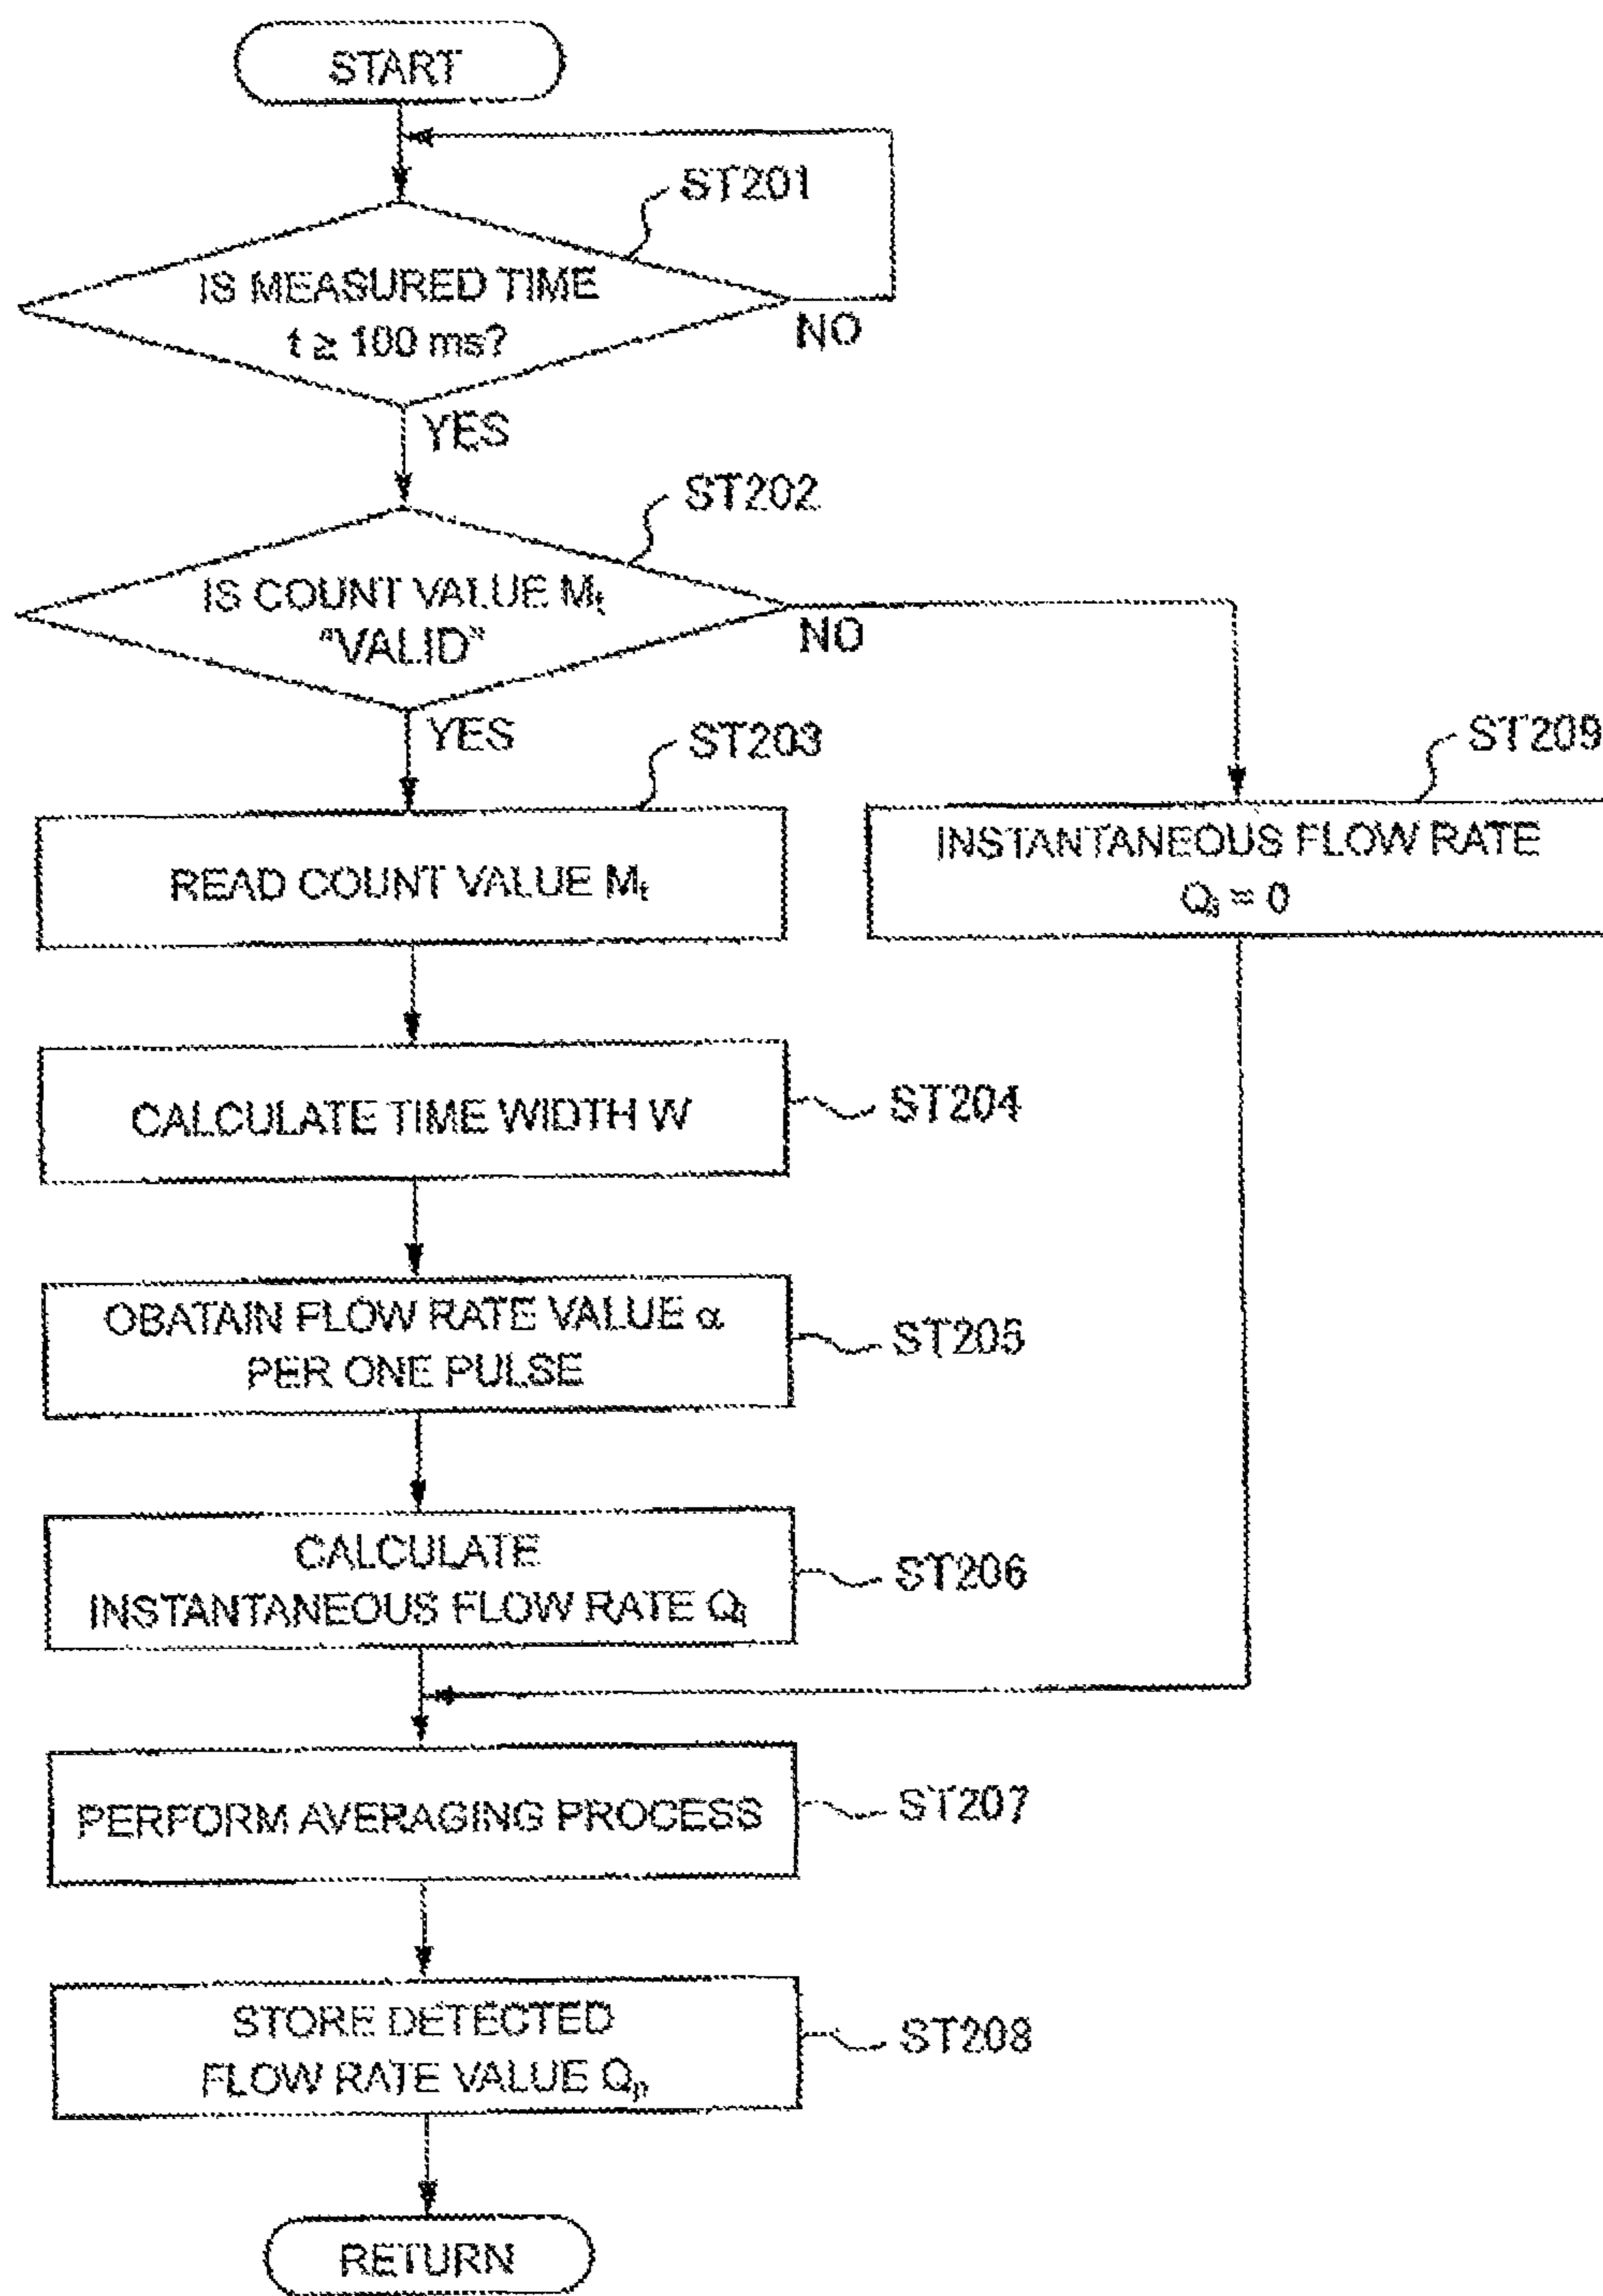 START
ST201
IS MEASURED TIME
t ≧ 100 ms?
NO
YES
ST202
IS COUNT VALUE Mt
"VALID"
NO
YES
ST203
ST209
READ COUNT VALUE Mt
INSTANTANEOUS FLOW RATE
Qi = 0
CALCULATE TIME WIDTH W
ST204
OBATAIN FLOW RATE VALUE α
PER ONE PULSE
ST205
CALCULATE
INSTANTANEOUS FLOW RATE Qi
ST206
PERFORM AVERAGING PROCESS
ST207
STORE DETECTED
FLOW RATE VALUE Qp
ST208
RETURN